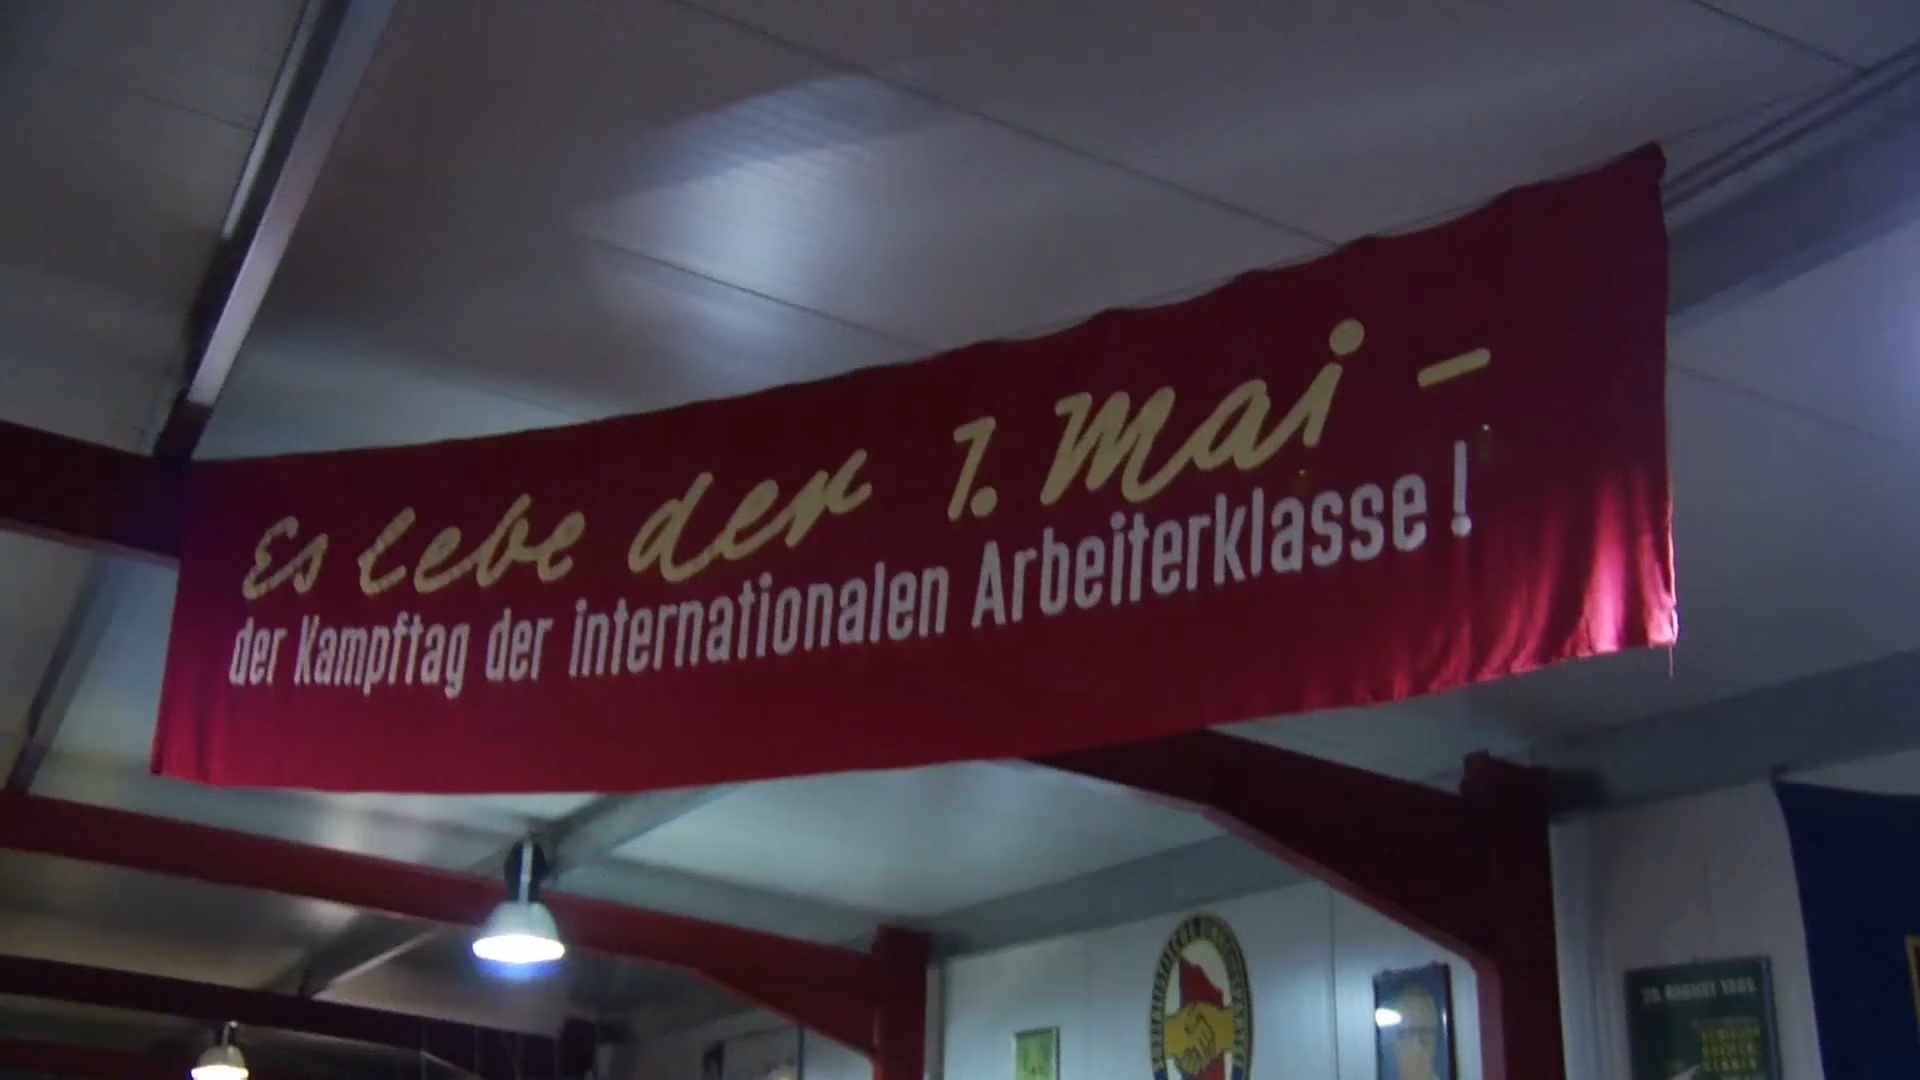 Es lebe der 1. Mai -
der Kampftag der internationalen Arbeiterklasse!